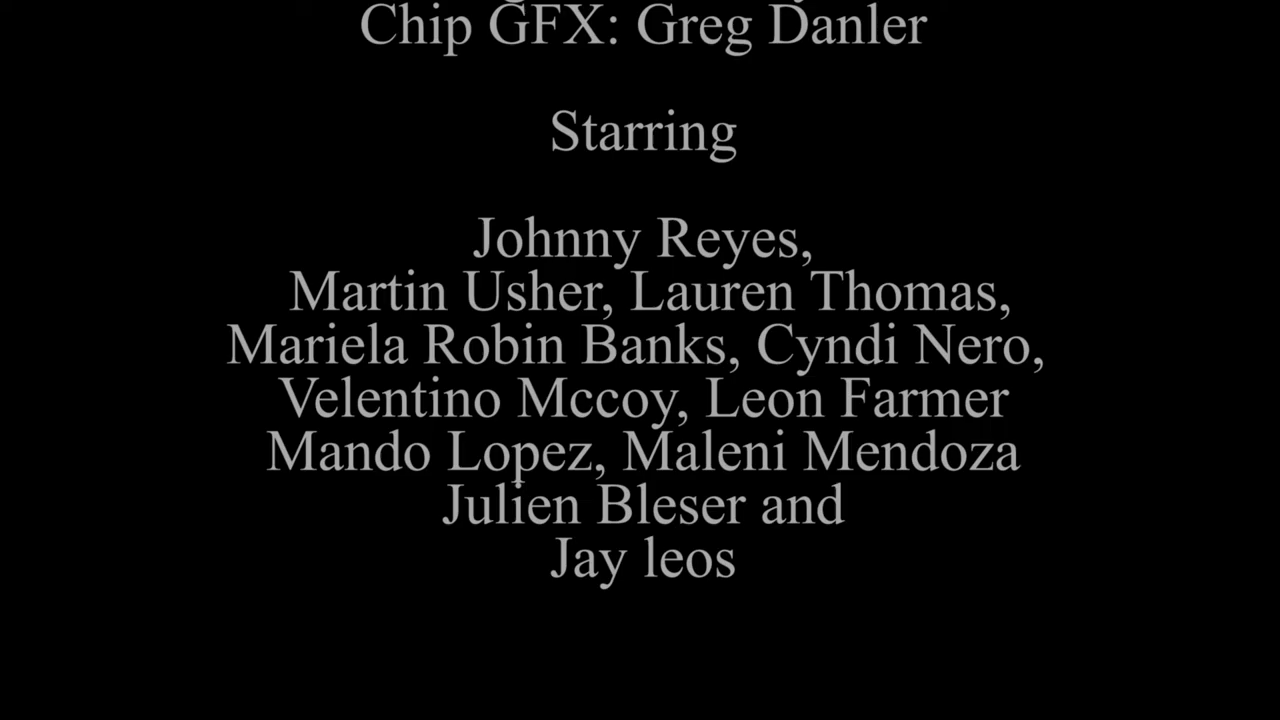 Chip GFX: Greg Danler
Starring
Johnny Reyes,
Martin Usher, Lauren Thomas,
Mariela Robin Banks, Cyndi Nero,
Velentino Mccoy, Leon Farmer
Mando Lopez, Maleni Mendoza
Julien Bleser and
Jay leos